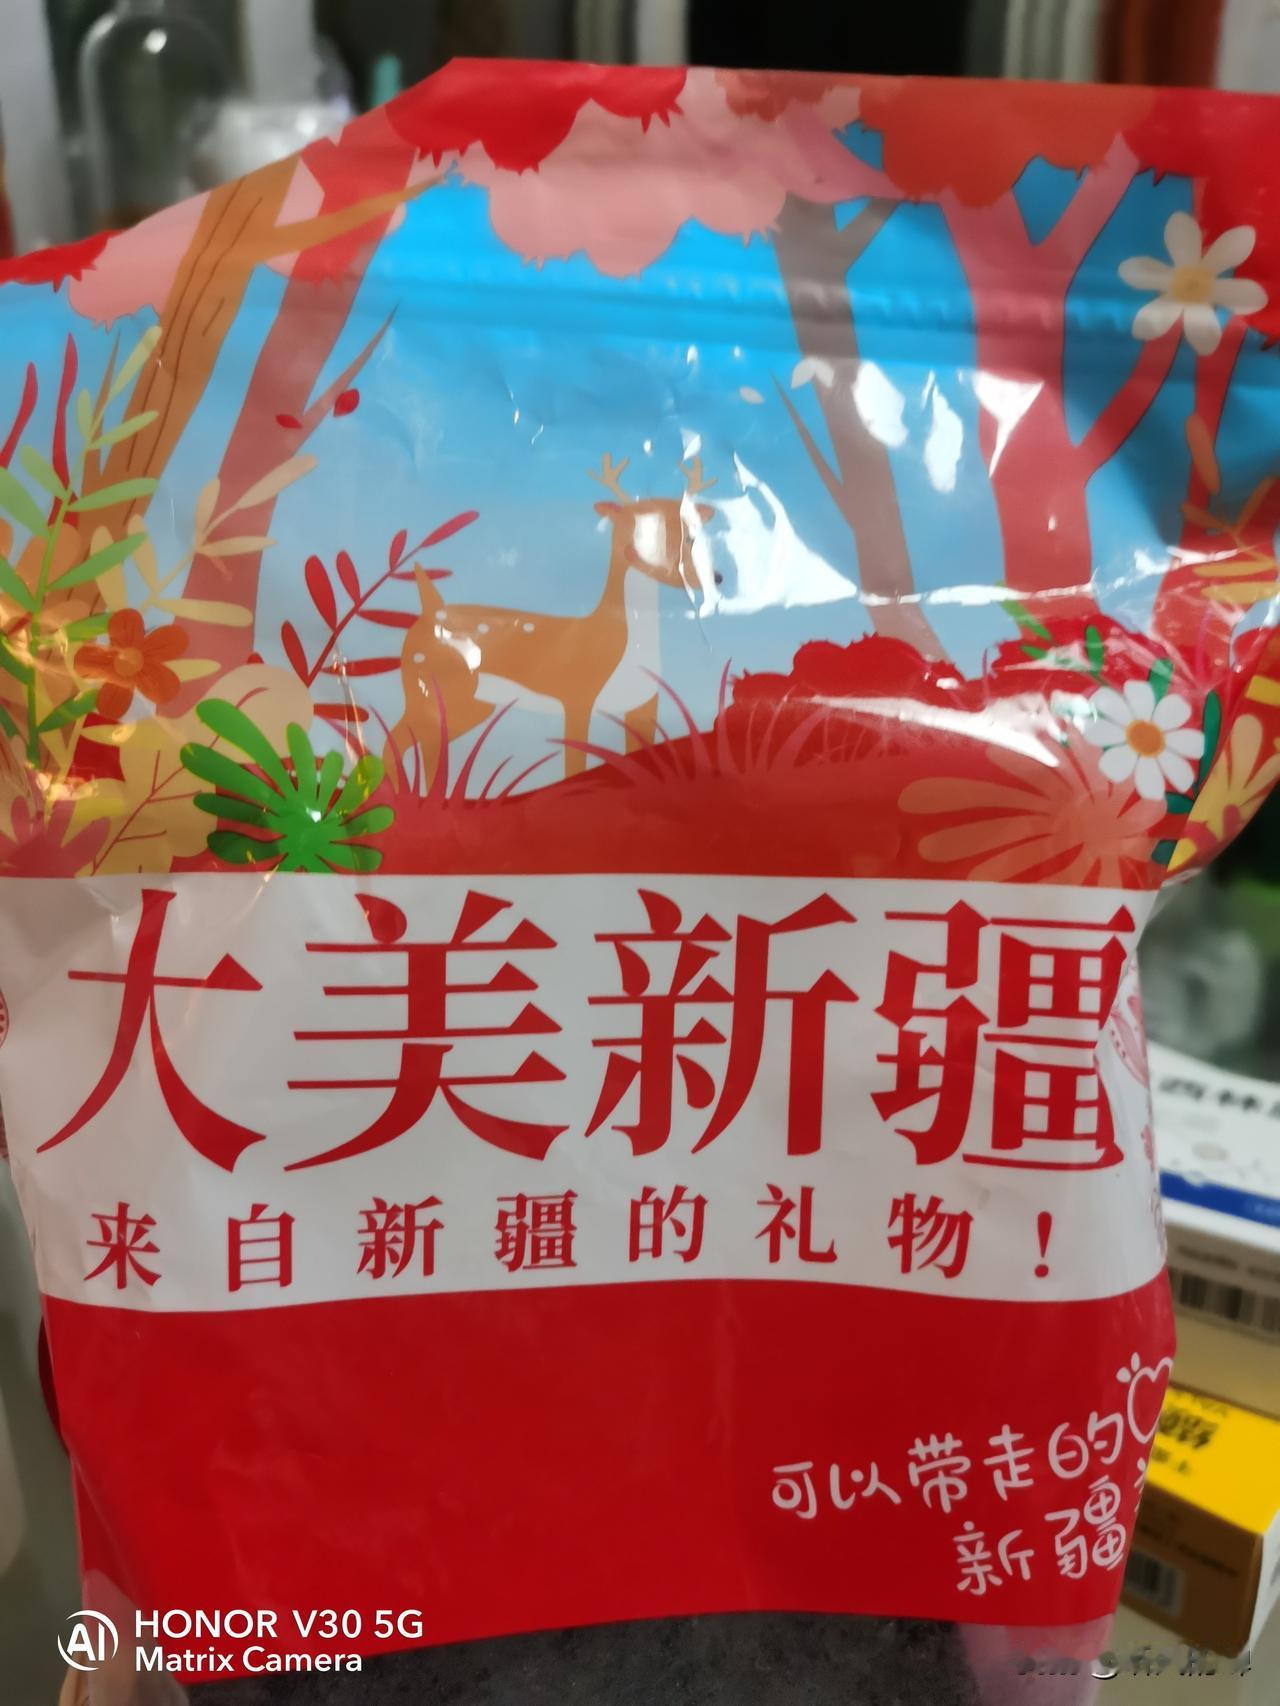 大美新疆
来自新疆的礼物！
可以带走的
新疆
HONOR V30 5G
Matrix Camera
AI